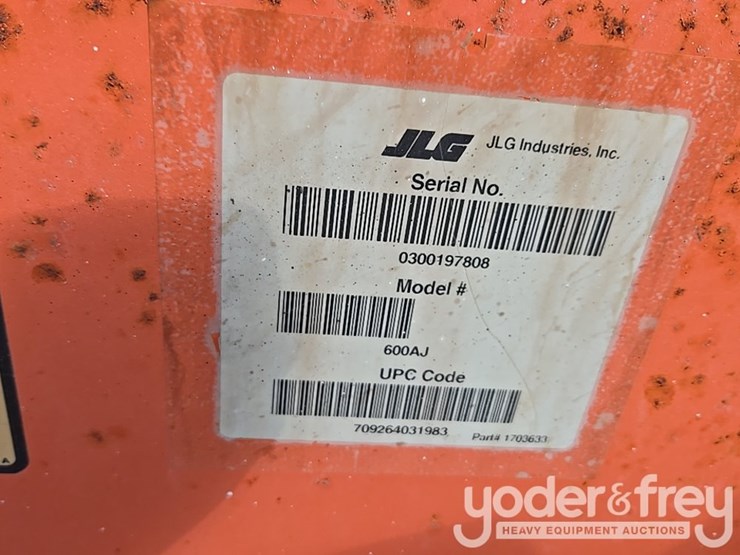 JLG JLG Industries, Inc.
Serial No.
0300197808
Model #
600AJ
UPC Code
709264031983
Part# 1703633
A
yoder&frey
HEAVY EQUIPMENT AUCTIONS